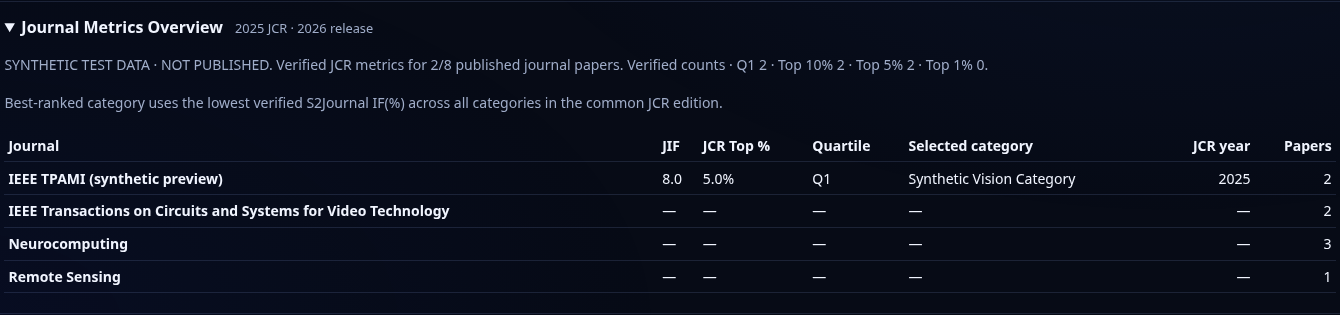 ▼ Journal Metrics Overview 2025 JCR · 2026 release
SYNTHETIC TEST DATA · NOT PUBLISHED. Verified JCR metrics for 2/8 published journal papers. Verified counts · Q1 2 · Top 10% 2 · Top 5% 2 · Top 1% 0.
Best-ranked category uses the lowest verified S2Journal IF(%) across all categories in the common JCR edition.
Journal JIF JCR Top % Quartile Selected category JCR year Papers
IEEE TPAMI (synthetic preview) 8.0 5.0% Q1 Synthetic Vision Category 2025 2
IEEE Transactions on Circuits and Systems for Video Technology — — — — — 2
Neurocomputing — — — — — 3
Remote Sensing — — — — — 1